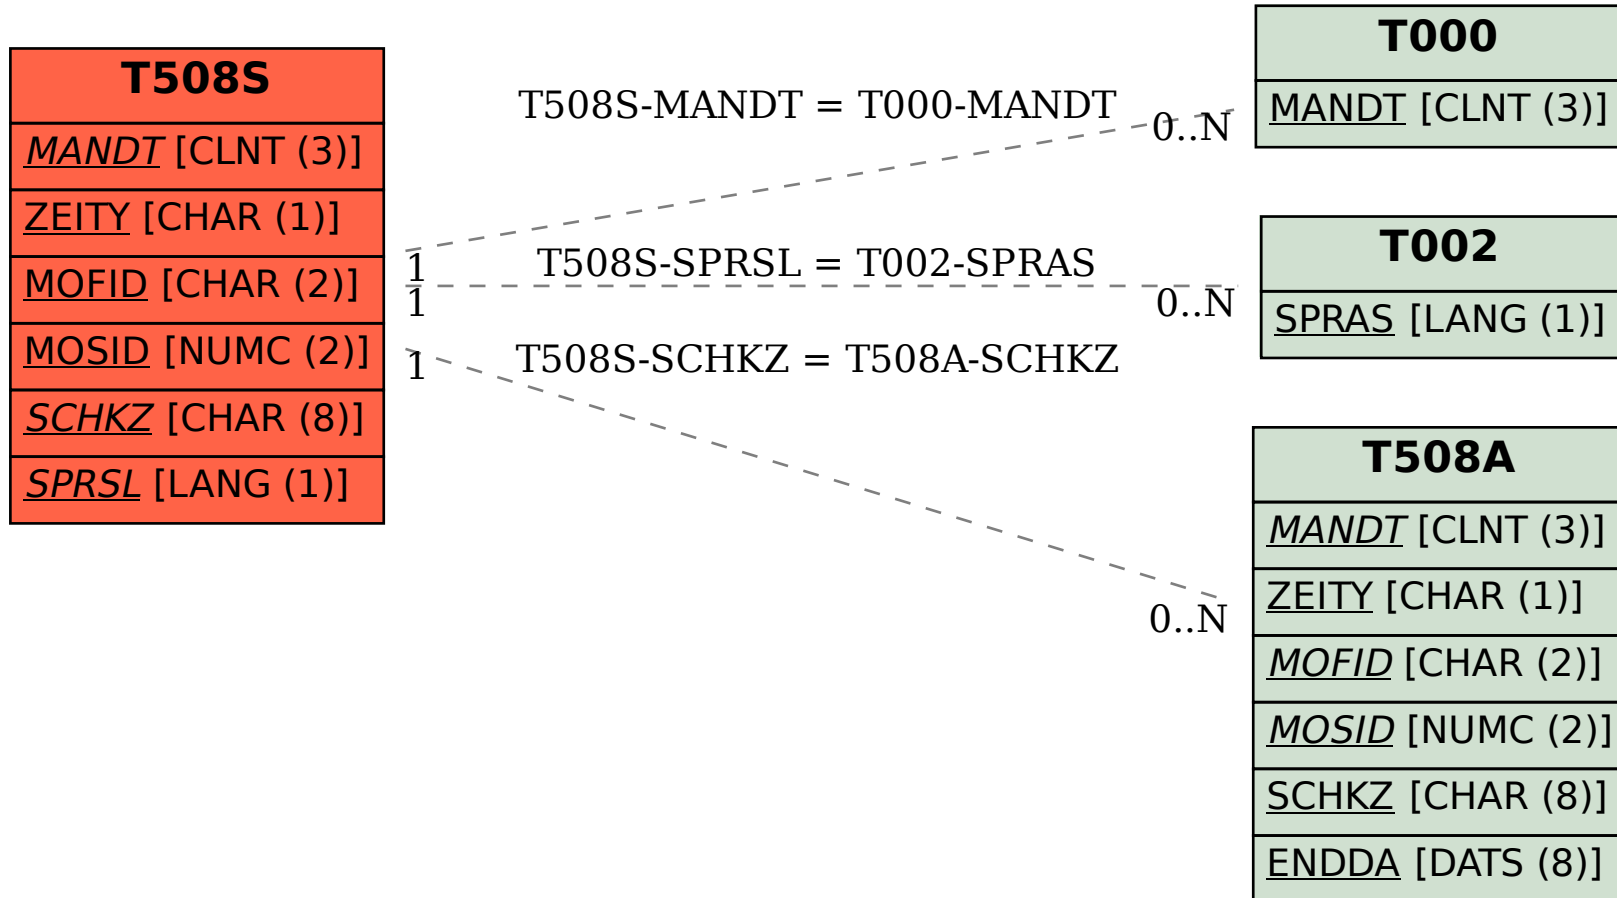 T508S
MANDT [CLNT (3)]
ZEITY [CHAR (1)]
MOFID [CHAR (2)]
MOSID [NUMC (2)]
SCHKZ [CHAR (8)]
SPRSL [LANG (1)]
T508S-MANDT = T000-MANDT
0..N
1
T508S-SPRSL = T002-SPRAS
1
0..N
T508S-SCHKZ = T508A-SCHKZ
1
0..N
T000
MANDT [CLNT (3)]
T002
SPRAS [LANG (1)]
T508A
MANDT [CLNT (3)]
ZEITY [CHAR (1)]
MOFID [CHAR (2)]
MOSID [NUMC (2)]
SCHKZ [CHAR (8)]
ENDDA [DATS (8)]